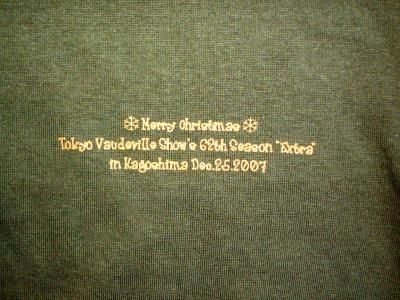 ❄ Merry Christmas ❄
Tokyo Vaudeville Show's 62th Season "Extra"
in Kagoshima Dec.25.2007